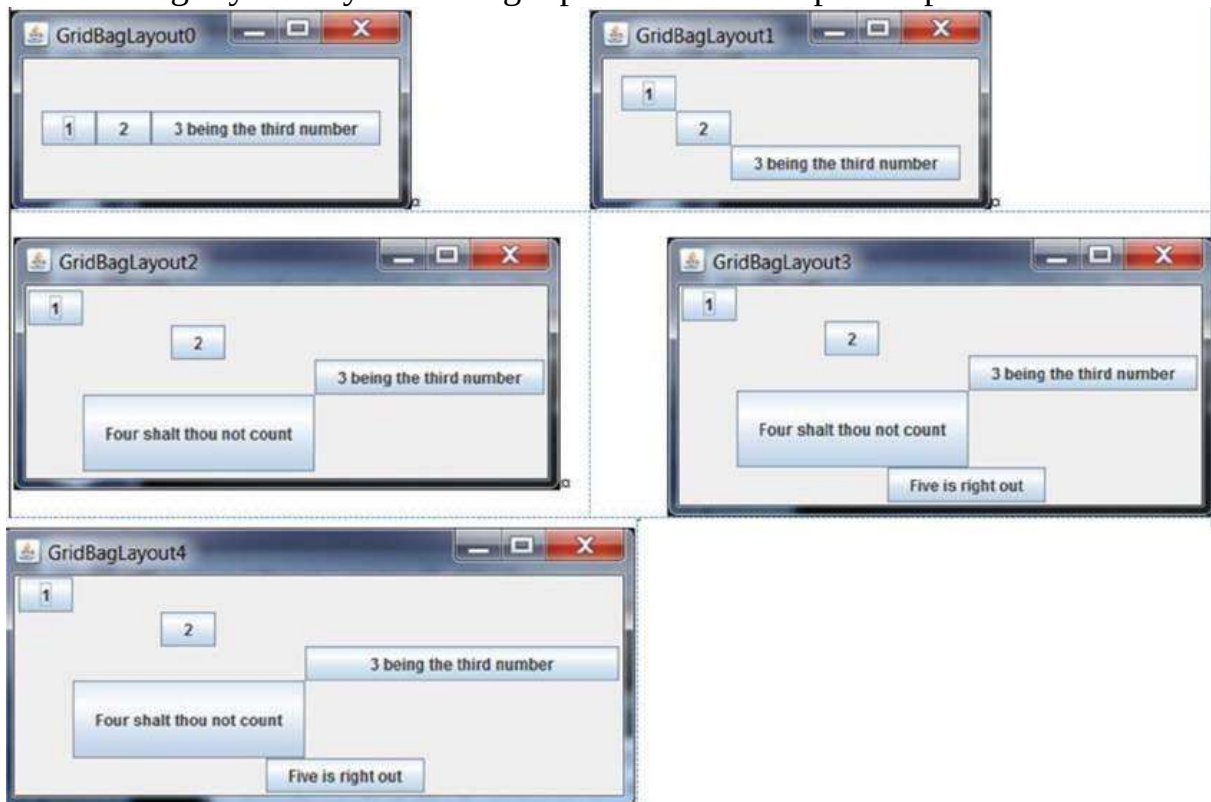 GridBagLayout0
1 2 3 being the third number
GridBagLayout1
1
2
3 being the third number
GridBagLayout2
1
2
3 being the third number
Four shalt thou not count
GridBagLayout3
1
2
3 being the third number
Four shalt thou not count
Five is right out
GridBagLayout4
1
2
3 being the third number
Four shalt thou not count
Five is right out